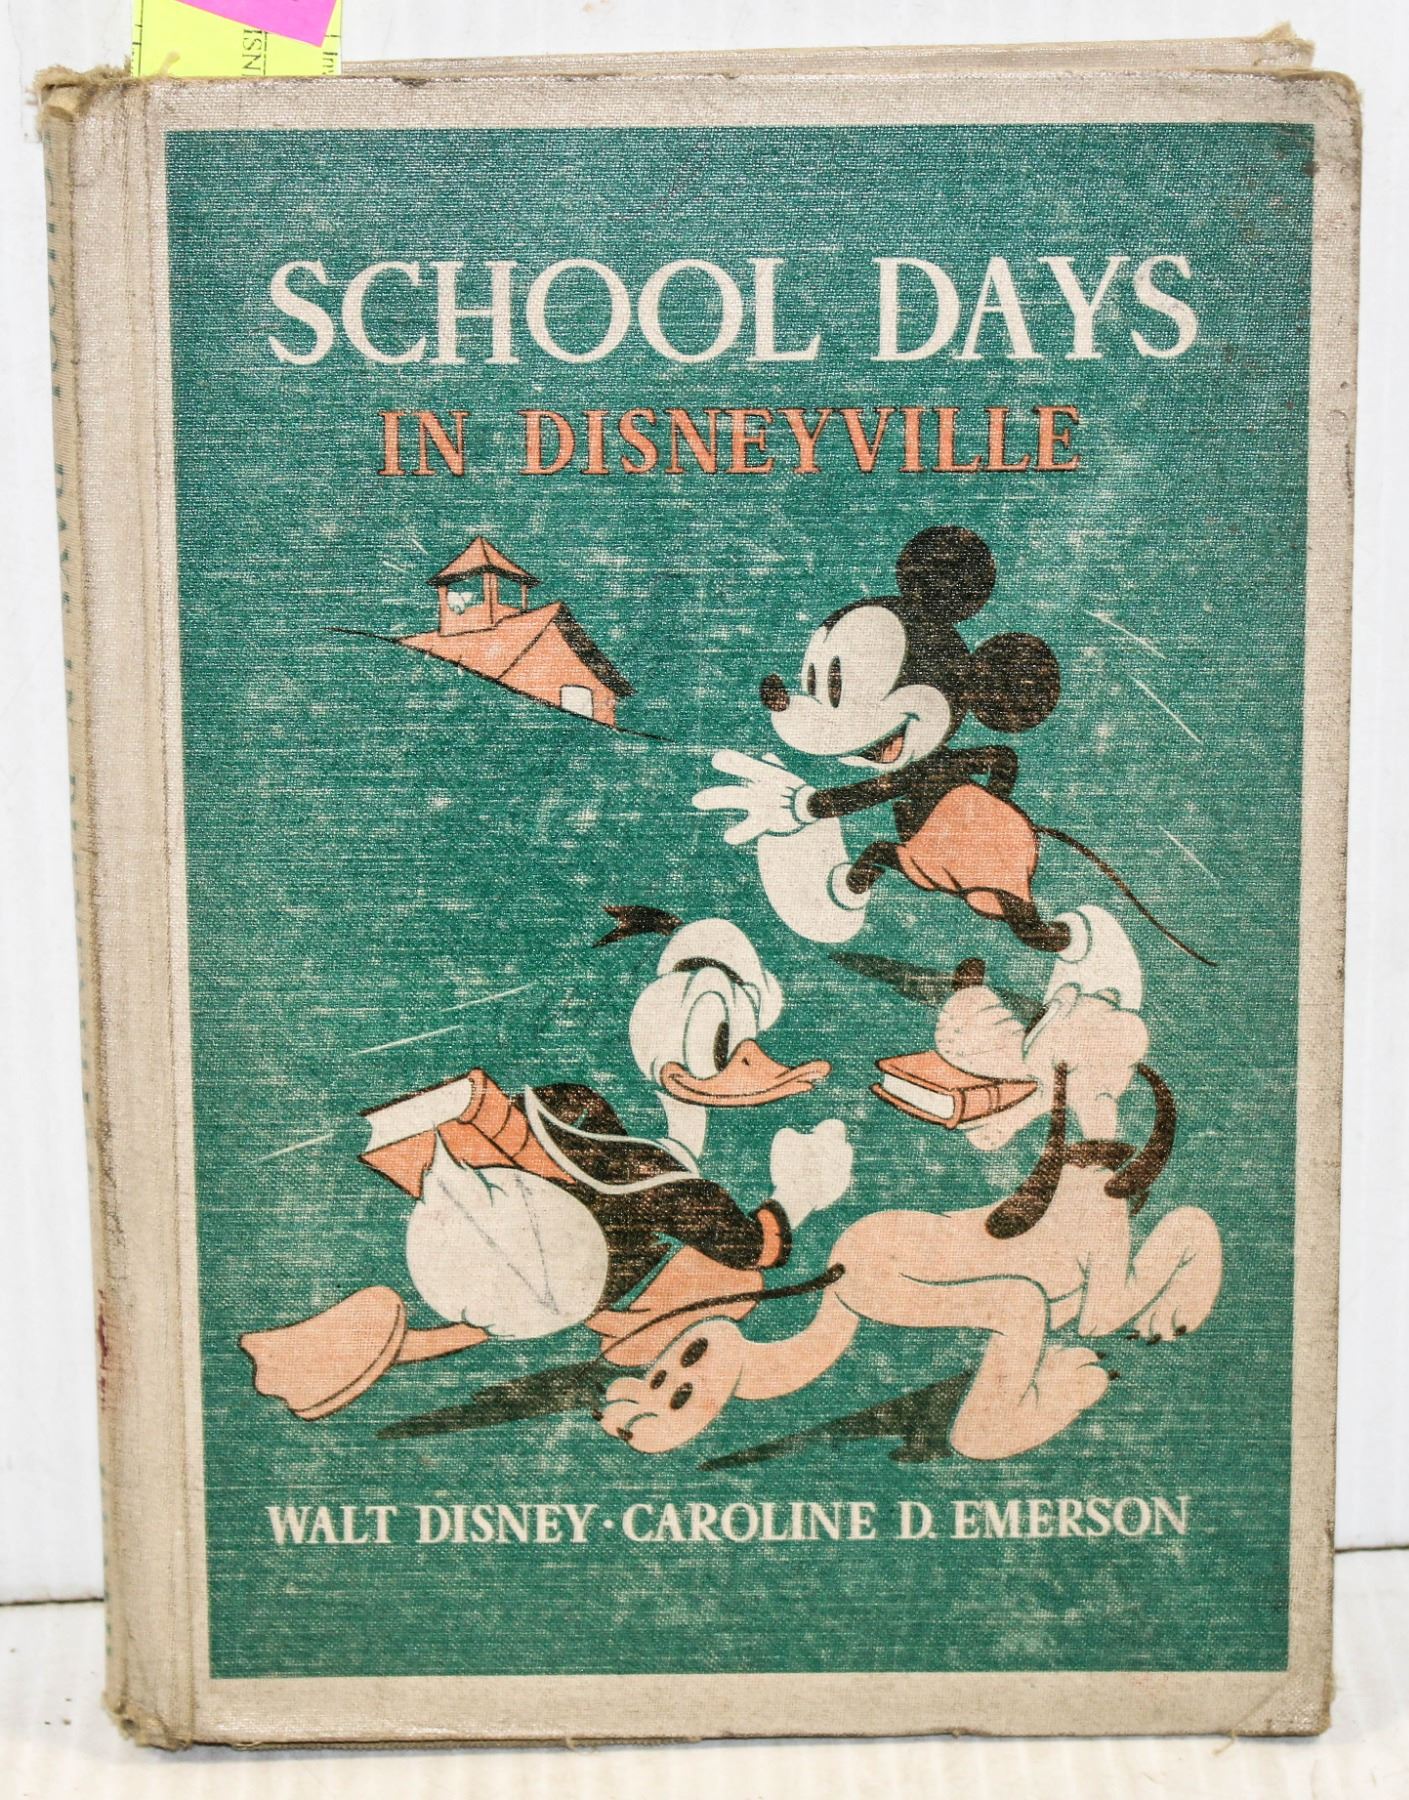 SCHOOL DAYS
IN DISNEYVILLE
WALT DISNEY · CAROLINE D. EMERSON